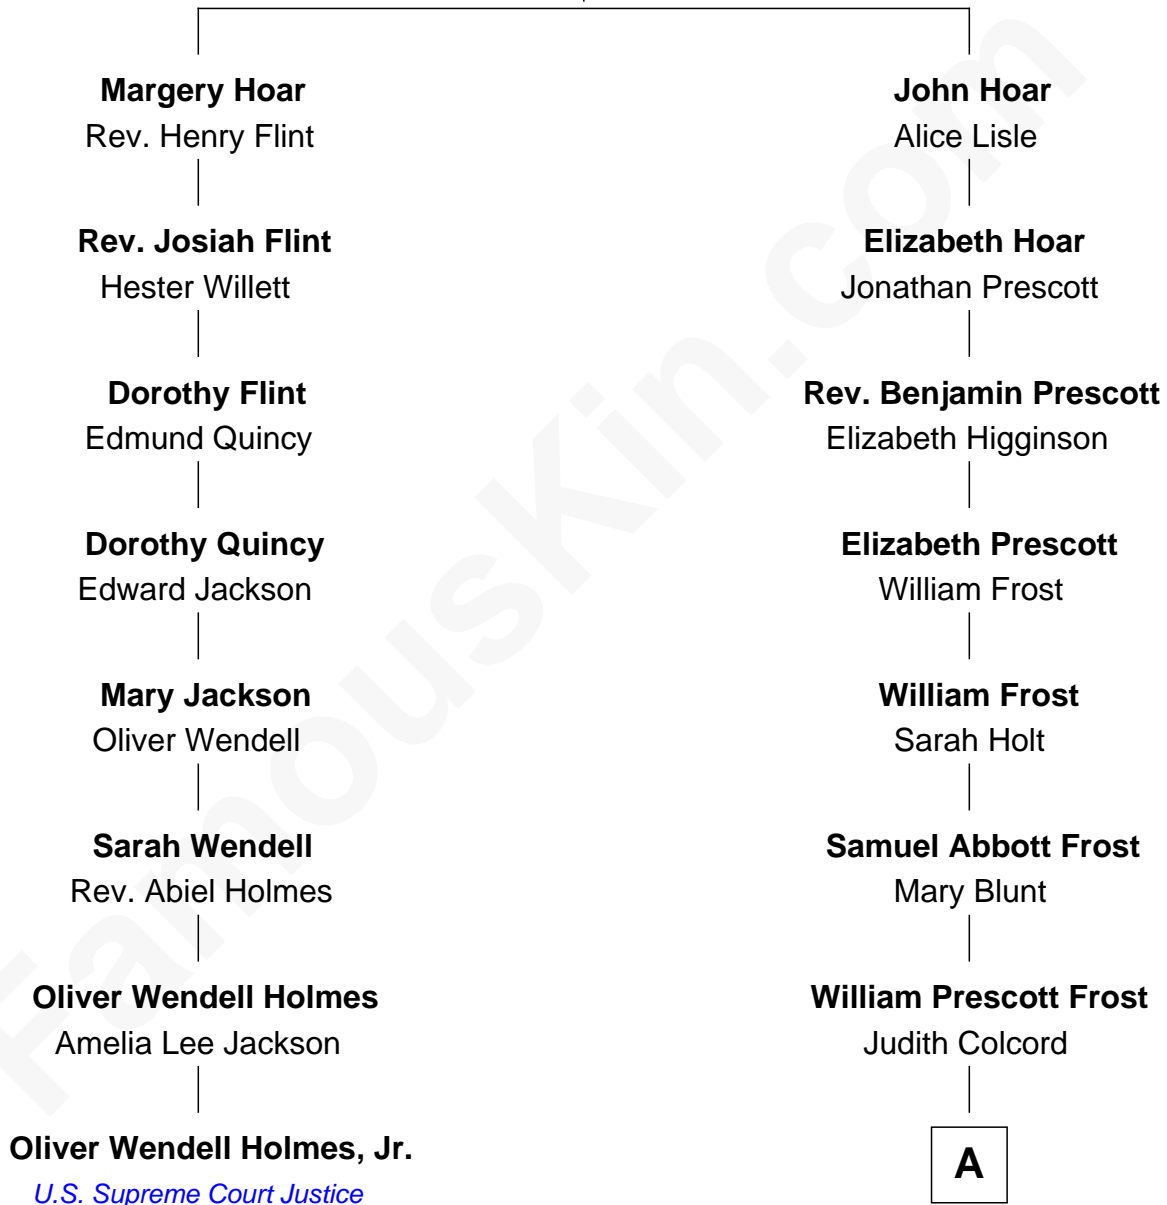 Margery Hoar
Rev. Henry Flint
Rev. Josiah Flint
Hester Willett
Dorothy Flint
Edmund Quincy
Dorothy Quincy
Edward Jackson
Mary Jackson
Oliver Wendell
Sarah Wendell
Rev. Abiel Holmes
Oliver Wendell Holmes
Amelia Lee Jackson
Oliver Wendell Holmes, Jr.
U.S. Supreme Court Justice
John Hoar
Alice Lisle
Elizabeth Hoar
Jonathan Prescott
Rev. Benjamin Prescott
Elizabeth Higginson
Elizabeth Prescott
William Frost
William Frost
Sarah Holt
Samuel Abbott Frost
Mary Blunt
William Prescott Frost
Judith Colcord
A
FamousKin.com